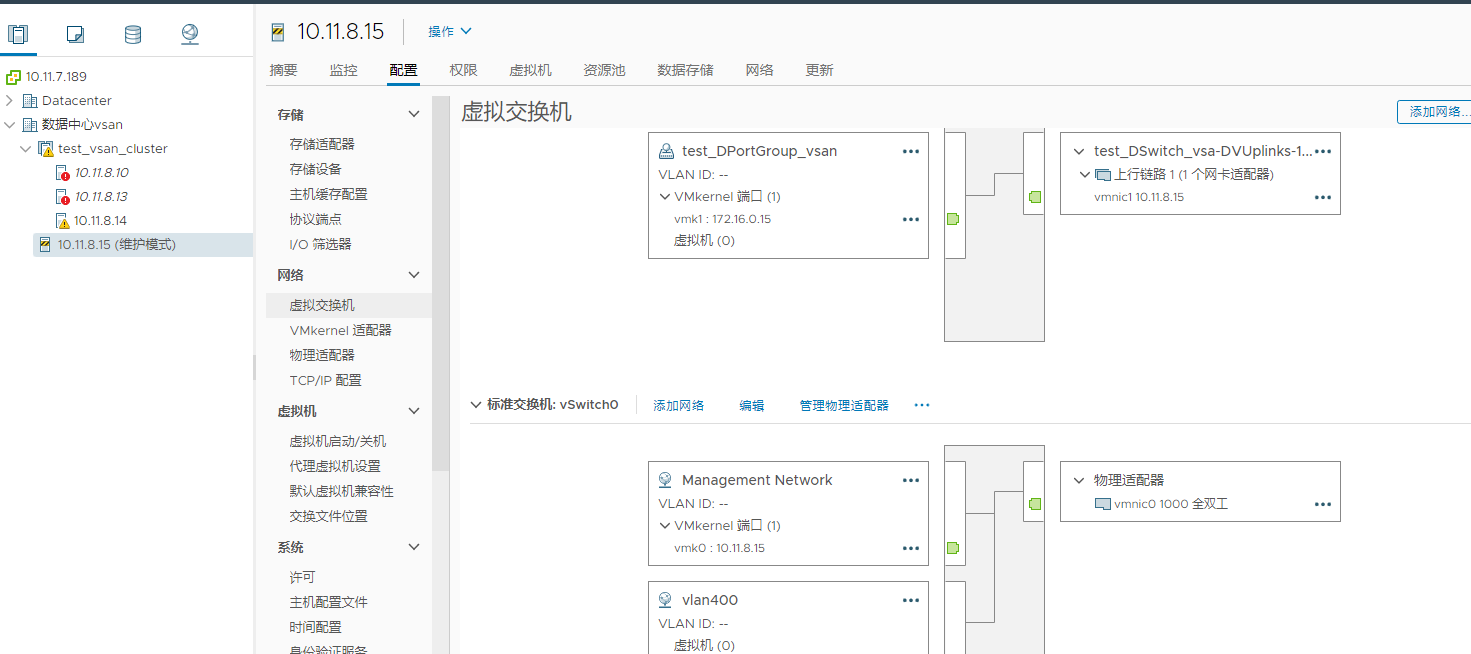 10.11.8.15
操作
摘要 监控 配置 权限 虚拟机 资源池 数据存储 网络 更新
10.11.7.189
Datacenter
数据中心vsan
test_vsan_cluster
10.11.8.10
10.11.8.13
10.11.8.14
10.11.8.15 (维护模式)
存储
存储适配器
存储设备
主机缓存配置
协议端点
I/O 筛选器
网络
虚拟交换机
VMkernel 适配器
物理适配器
TCP/IP 配置
虚拟机
虚拟机启动/关机
代理虚拟机设置
默认虚拟机兼容性
交换文件位置
系统
许可
主机配置文件
时间配置
身份验证服务
虚拟交换机
添加网络...
test_DPortGroup_vsan
VLAN ID: --
VMkernel 端口 (1)
vmk1 : 172.16.0.15
虚拟机 (0)
test_DSwitch_vsa-DVUplinks-1...
上行链路 1 (1 个网卡适配器)
vmnic1 10.11.8.15
标准交换机: vSwitch0 添加网络 编辑 管理物理适配器
Management Network
VLAN ID: --
VMkernel 端口 (1)
vmk0 : 10.11.8.15
物理适配器
vmnic0 1000 全双工
vlan400
VLAN ID: --
虚拟机 (0)